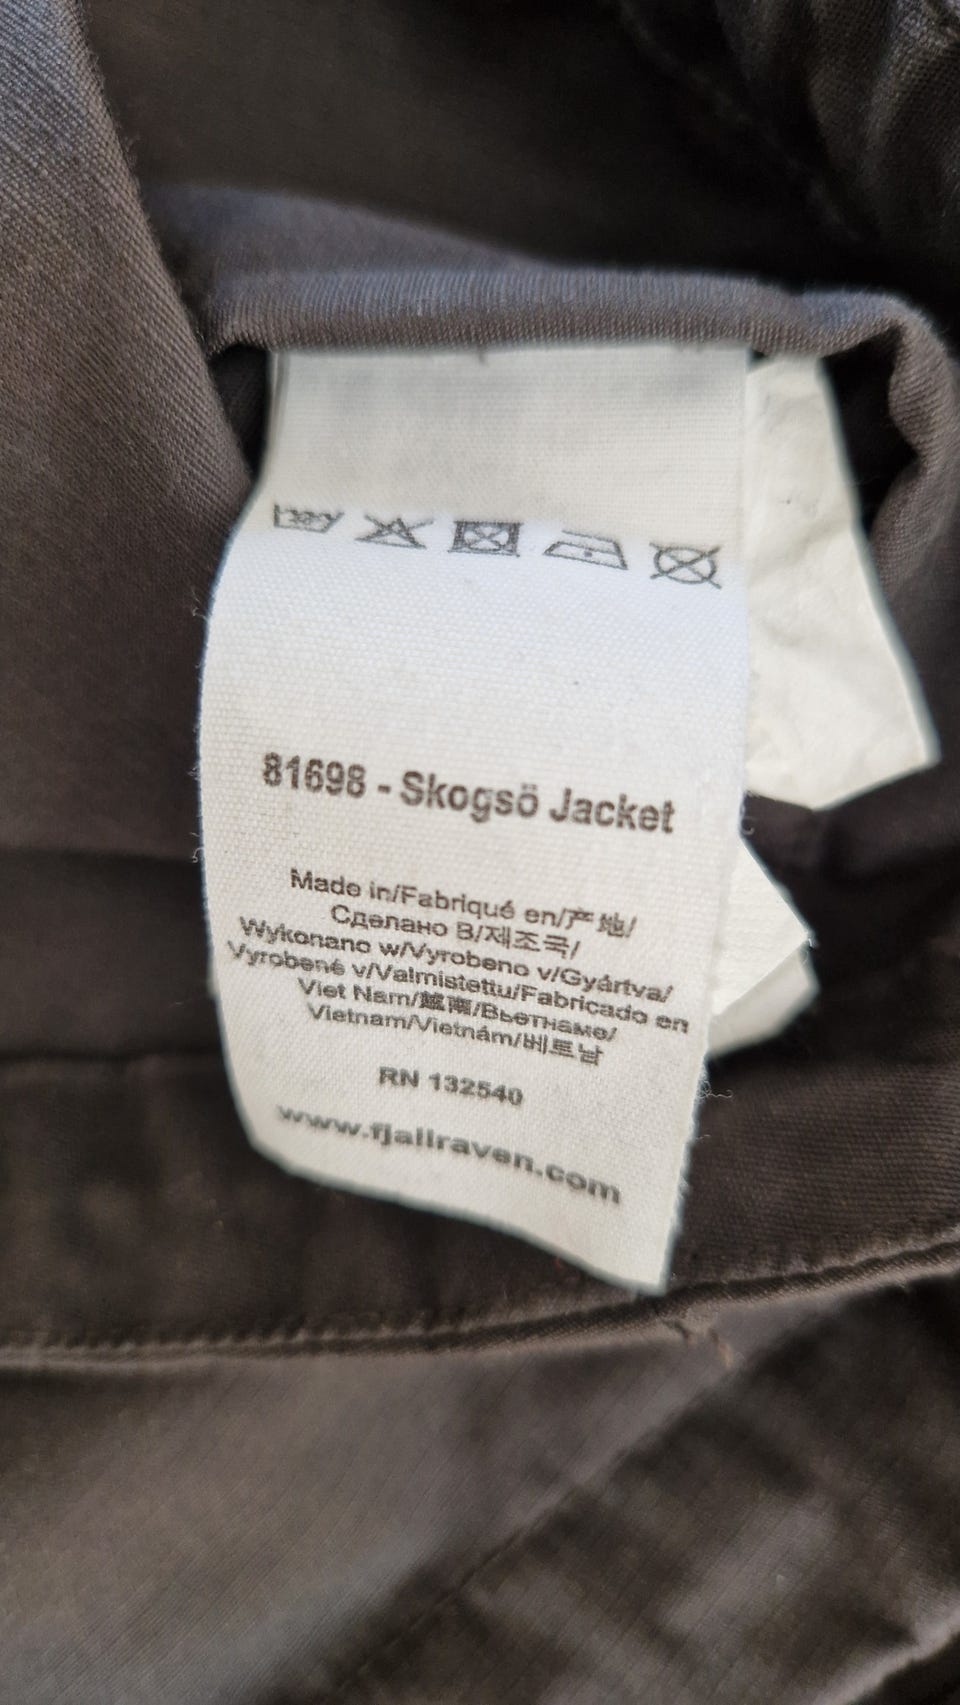 81698 - Skogsö Jacket
Made in/Fabriqué en/产地/
Сделано В/제조국/
Wykonano w/Vyrobeno v/Gyártva/
Vyrobené v/Valmistettu/Fabricado en
Viet Nam/越南/Вьетнаме/
Vietnam/Vietnám/베트남
RN 132540
www.fjallraven.com